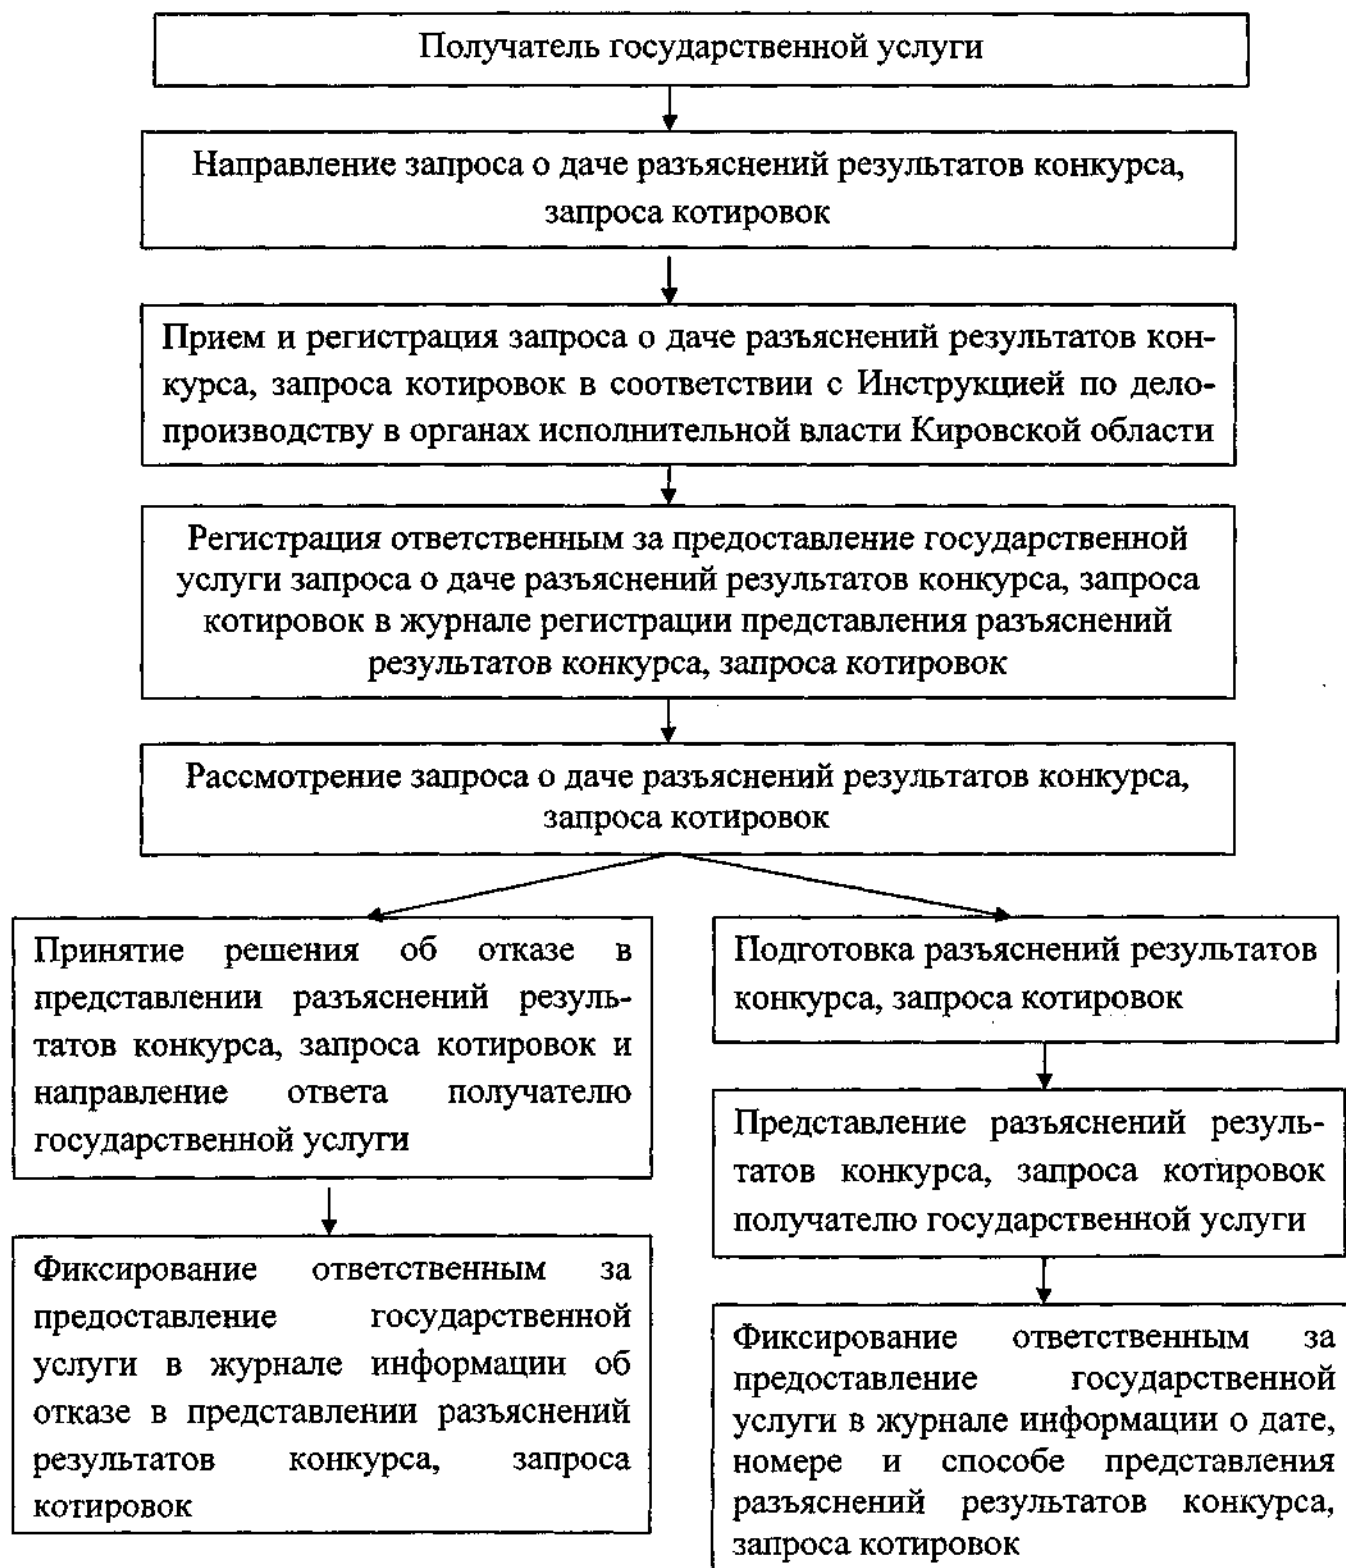 Получатель государственной услуги
Направление запроса о даче разъяснений результатов конкурса,
запроса котировок
Прием и регистрация запроса о даче разъяснений результатов кон-
курса, запроса котировок в соответствии с Инструкцией по дело-
производству в органах исполнительной власти Кировской области
Регистрация ответственным за предоставление государственной
услуги запроса о даче разъяснений результатов конкурса, запроса
котировок в журнале регистрации представления разъяснений
результатов конкурса, запроса котировок
Рассмотрение запроса о даче разъяснений результатов конкурса,
запроса котировок
Принятие решения об отказе в
представлении разъяснений резуль-
татов конкурса, запроса котировок и
направление ответа получателю
государственной услуги
Фиксирование ответственным за
предоставление государственной
услуги в журнале информации об
отказе в представлении разъяснений
результатов конкурса, запроса
котировок
Подготовка разъяснений результатов
конкурса, запроса котировок
Представление разъяснений резуль-
татов конкурса, запроса котировок
получателю государственной услуги
Фиксирование ответственным за
предоставление государственной
услуги в журнале информации о дате,
номере и способе представления
разъяснений результатов конкурса,
запроса котировок